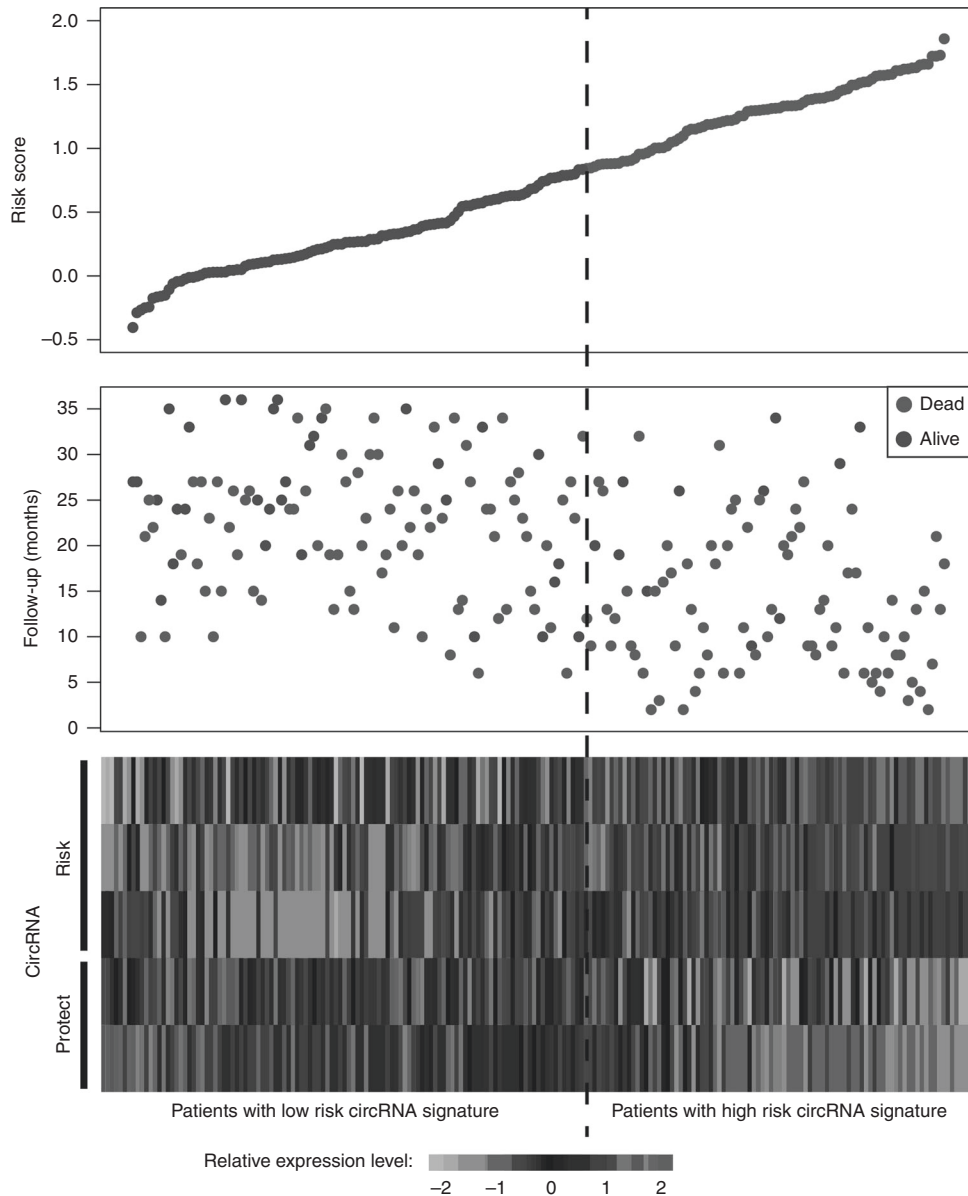 2.0
1.5
1.0
0.5
0.0
–0.5
Risk score
35
30
25
20
15
10
5
0
Follow-up (months)
Dead
Alive
CircRNA
Risk
Protect
Patients with low risk circRNA signature
Patients with high risk circRNA signature
Relative expression level:
–2 –1 0 1 2